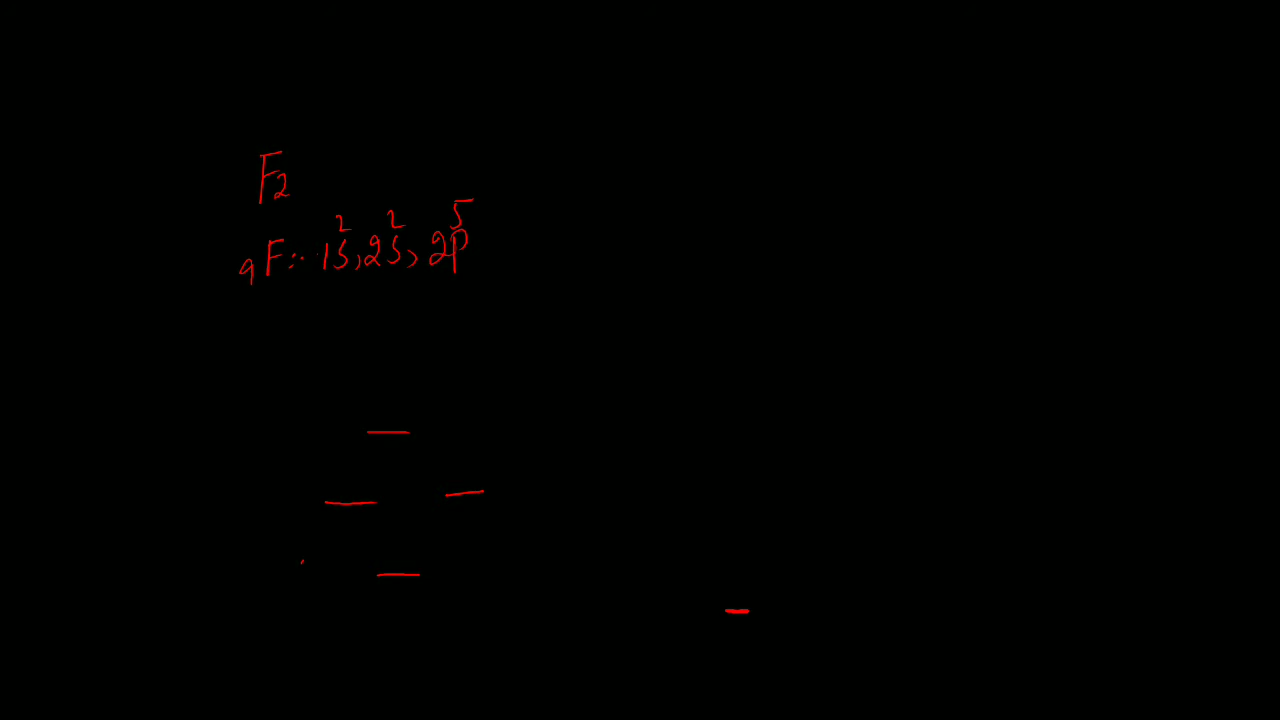 F₂
₉F:· 1s², 2s², 2p⁵